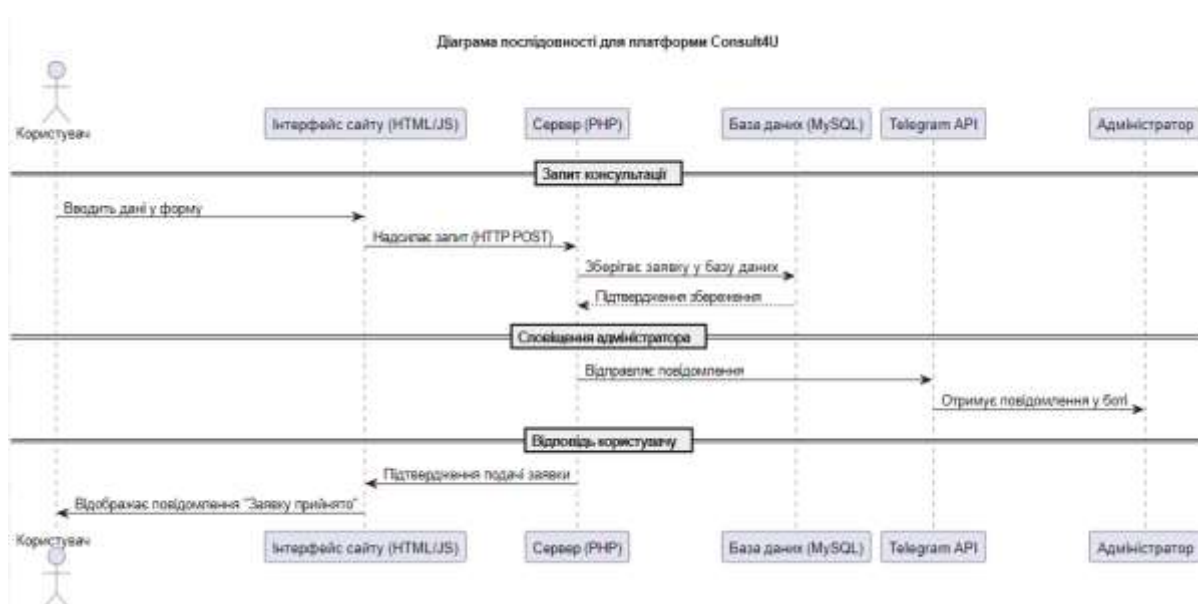 Діаграма послідовності для платформи Consult4U
Користувач
Інтерфейс сайту (HTML/JS)
Сервер (PHP)
База даних (MySQL)
Telegram API
Адміністратор
Запит консультації
Вводить дані у форму
Надсилає запит (HTTP POST)
Зберігає заявку у базу даних
Підтвердження збереження
Сповіщення адміністратора
Відправляє повідомлення
Отримує повідомлення у боті
Відповідь користувачу
Підтвердження подачі заявки
Відображає повідомлення "Заявку прийнято"
Користувач
Інтерфейс сайту (HTML/JS)
Сервер (PHP)
База даних (MySQL)
Telegram API
Адміністратор